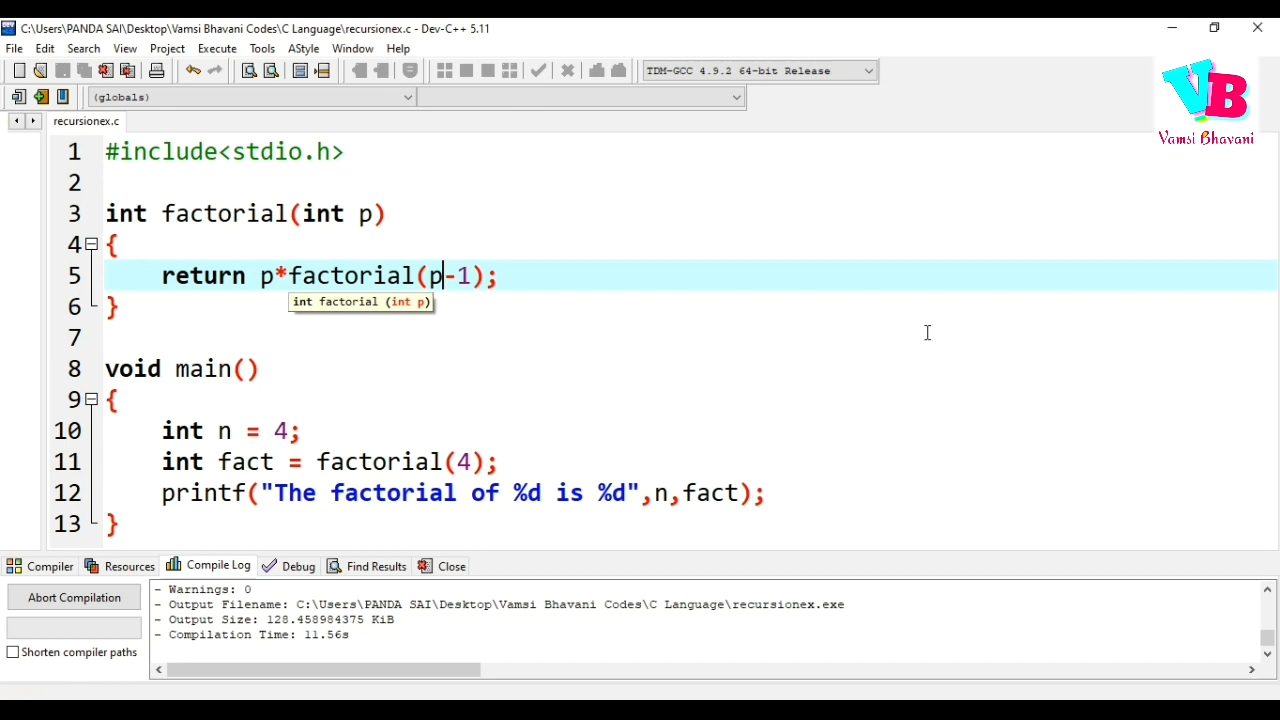 C:\Users\PANDA SAI\Desktop\Vamsi Bhavani Codes\C Language\recursionex.c - Dev-C++ 5.11
File Edit Search View Project Execute Tools AStyle Window Help
TDM-GCC 4.9.2 64-bit Release
(globals)
VB
Vamsi Bhavani
recursionex.c
1 #include<stdio.h>
2
3 int factorial(int p)
4 {
5 return p*factorial(p-1);
int factorial (int p)
6 }
7
8 void main()
9 {
10 int n = 4;
11 int fact = factorial(4);
12 printf("The factorial of %d is %d",n,fact);
13 }
Compiler Resources Compile Log Debug Find Results Close
Abort Compilation
Shorten compiler paths
- Warnings: 0
- Output Filename: C:\Users\PANDA SAI\Desktop\Vamsi Bhavani Codes\C Language\recursionex.exe
- Output Size: 128.458984375 KiB
- Compilation Time: 11.56s